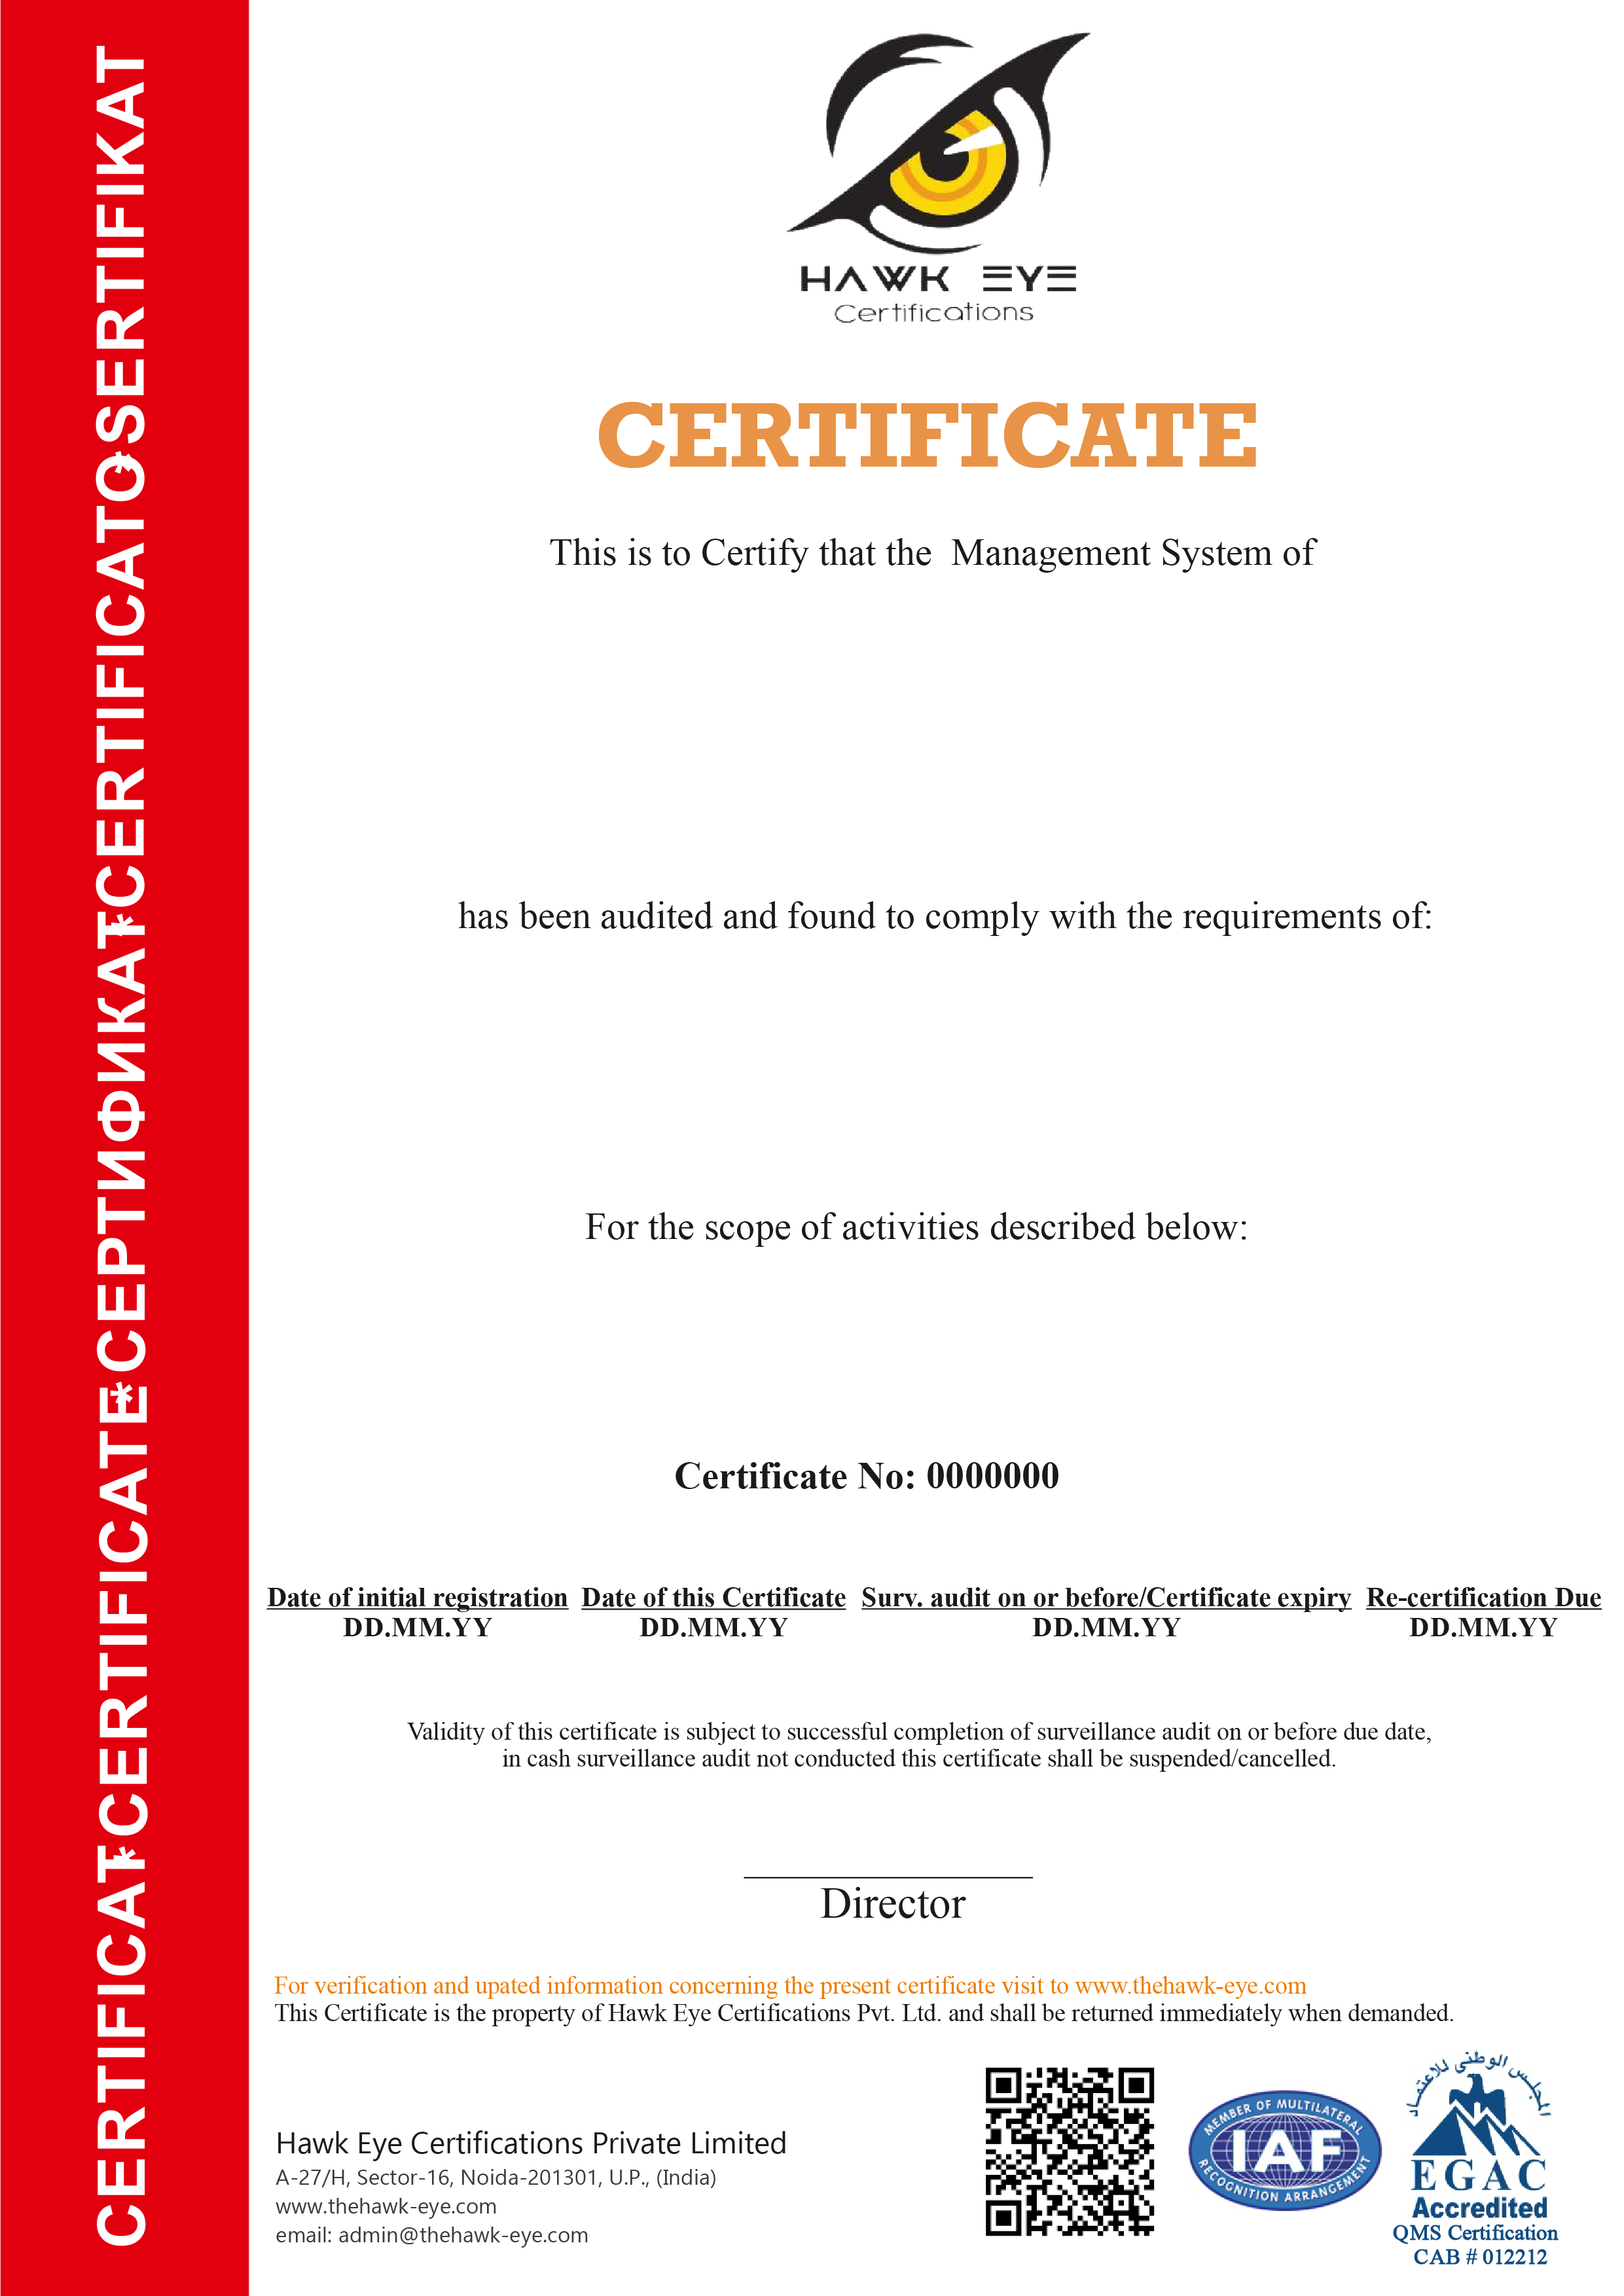 CERTIFICAT*CERTIFICATE*СЕРТИФИКАТ*CERTIFICATO*SERTIFIKAT
HAWK EYE
Certifications
CERTIFICATE
This is to Certify that the Management System of
has been audited and found to comply with the requirements of:
For the scope of activities described below:
Certificate No: 0000000
Date of initial registration Date of this Certificate Surv. audit on or before/Certificate expiry Re-certification Due
DD.MM.YY DD.MM.YY DD.MM.YY DD.MM.YY
Validity of this certificate is subject to successful completion of surveillance audit on or before due date,
in cash surveillance audit not conducted this certificate shall be suspended/cancelled.
Director
For verification and upated information concerning the present certificate visit to www.thehawk-eye.com
This Certificate is the property of Hawk Eye Certifications Pvt. Ltd. and shall be returned immediately when demanded.
Hawk Eye Certifications Private Limited
A-27/H, Sector-16, Noida-201301, U.P., (India)
www.thehawk-eye.com
email: admin@thehawk-eye.com
MEMBER OF MULTILATERAL
IAF
RECOGNITION ARRANGEMENT
المجلس الوطنى للاعتماد
EGAC
Accredited
QMS Certification
CAB # 012212